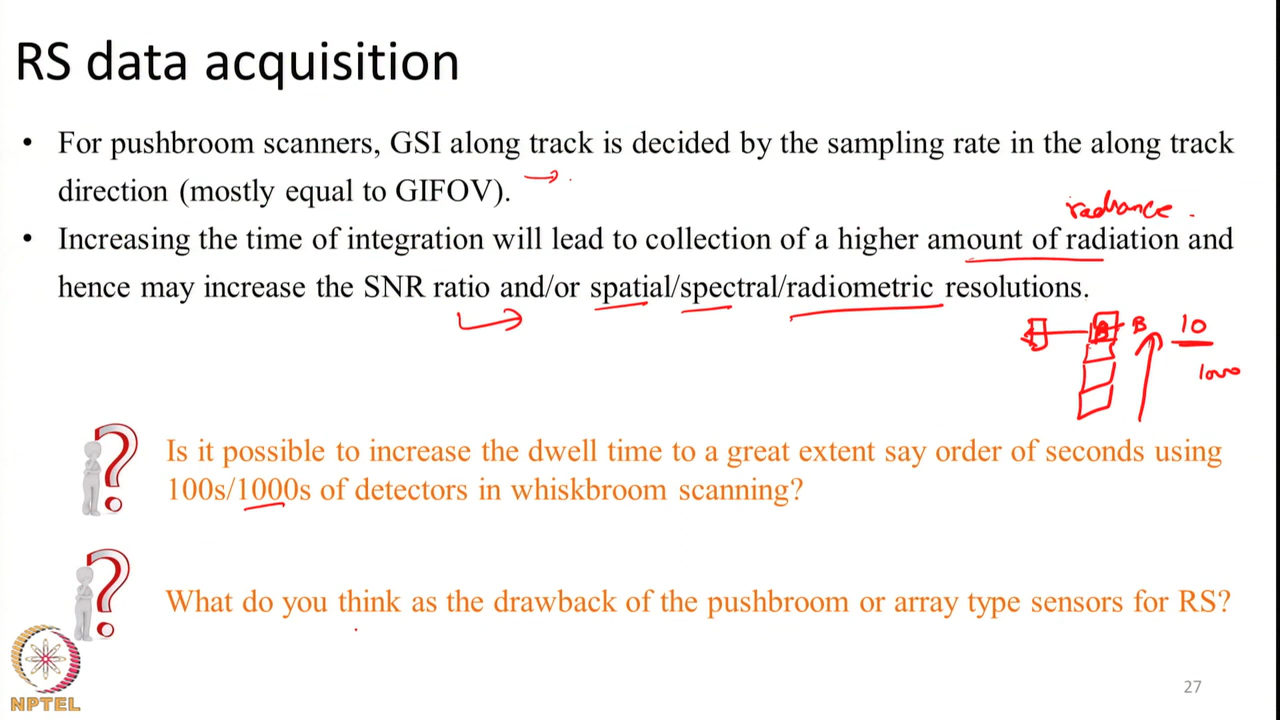 RS data acquisition
• For pushbroom scanners, GSI along track is decided by the sampling rate in the along track
direction (mostly equal to GIFOV).
radiance
• Increasing the time of integration will lead to collection of a higher amount of radiation and
hence may increase the SNR ratio and/or spatial/spectral/radiometric resolutions.
B 10
Is it possible to increase the dwell time to a great extent say order of seconds using
100s/1000s of detectors in whiskbroom scanning?
What do you think as the drawback of the pushbroom or array type sensors for RS?
NPTEL
27